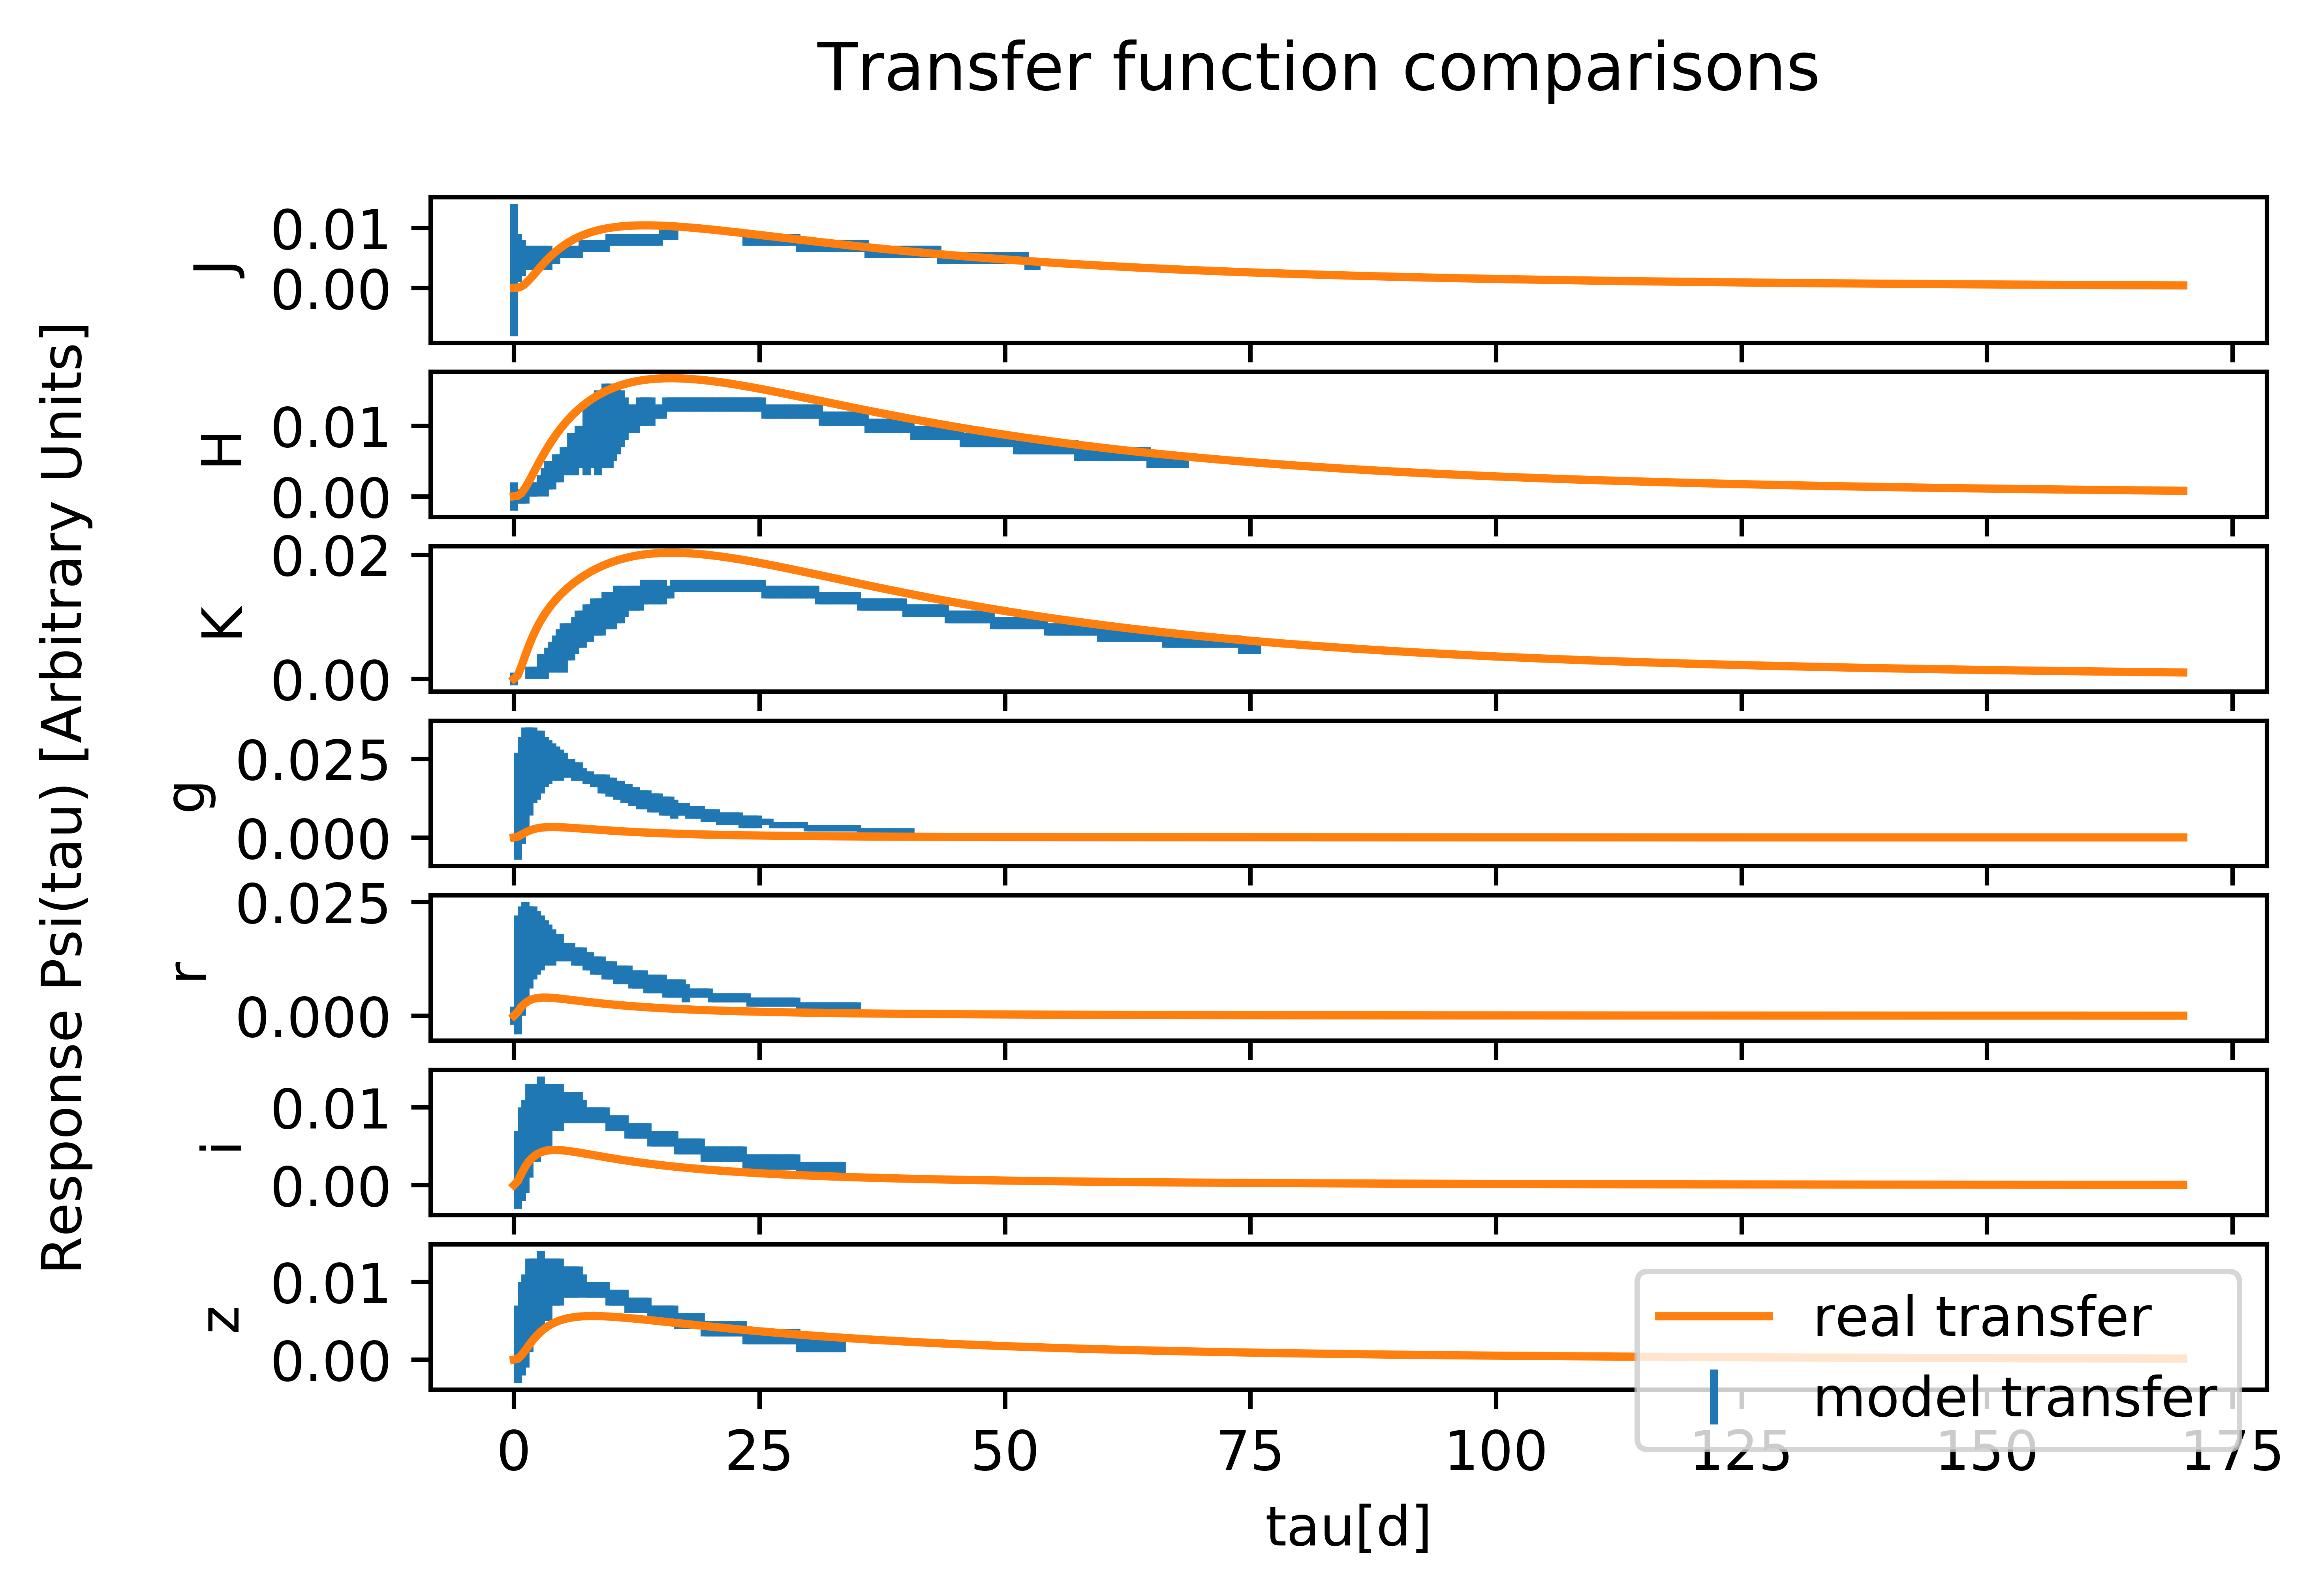 Transfer function comparisons
Response Psi(tau) [Arbitrary Units]
J
0.01
0.00
H
0.01
0.00
K
0.02
0.00
g
0.025
0.000
r
0.025
0.000
i
0.01
0.00
z
0.01
0.00
real transfer
model transfer
0 25 50 75 100 125 150 175
tau[d]